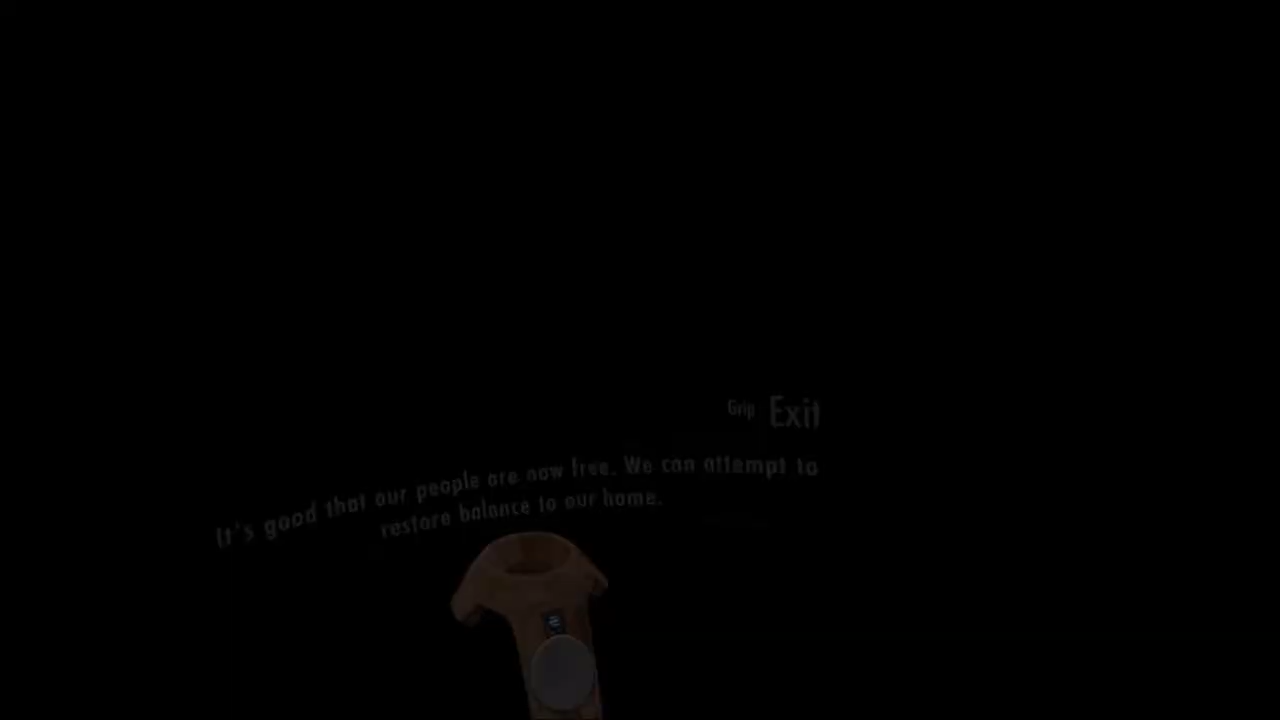 Grip Exit
It's good that our people are now free. We can attempt to
restore balance to our home.